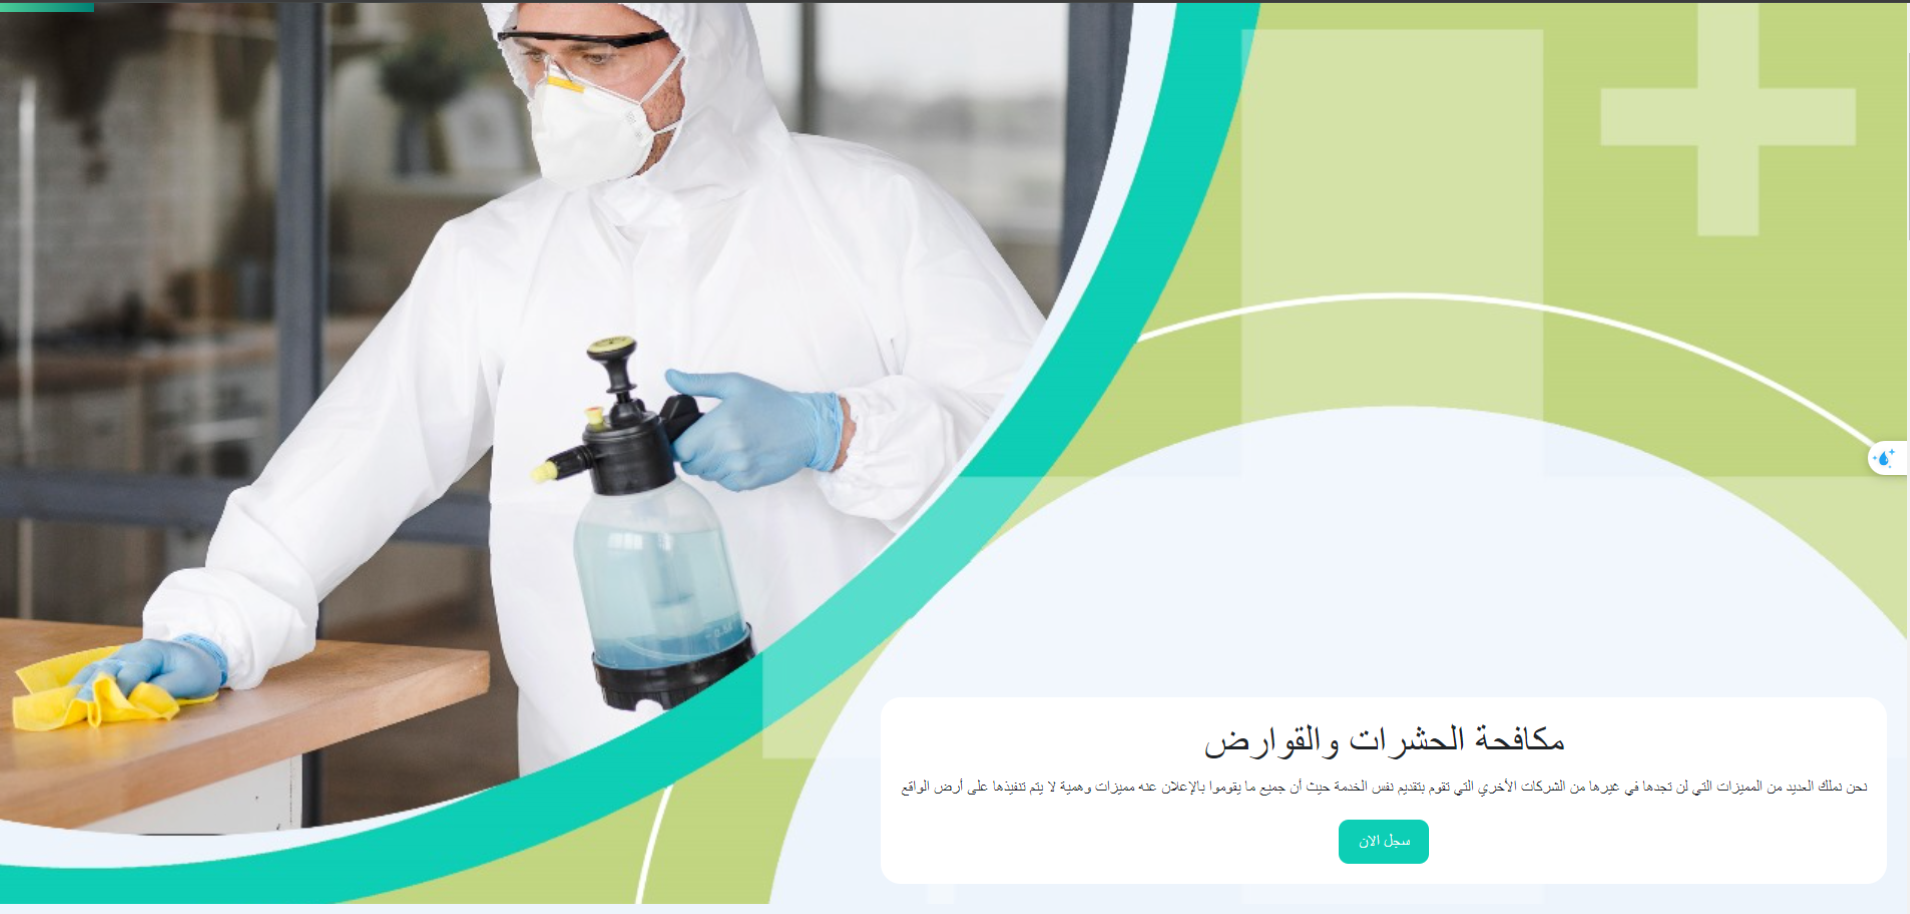 مكافحة الحشرات والقوارض
نحن نملك العديد من المميزات التي لن تجدها في غيرها من الشركات الأخري التي تقوم بتقديم نفس الخدمة حيث أن جميع ما يقوموا بالإعلان عنه مميزات وهمية لا يتم تنفيذها على أرض الواقع
سجل الان